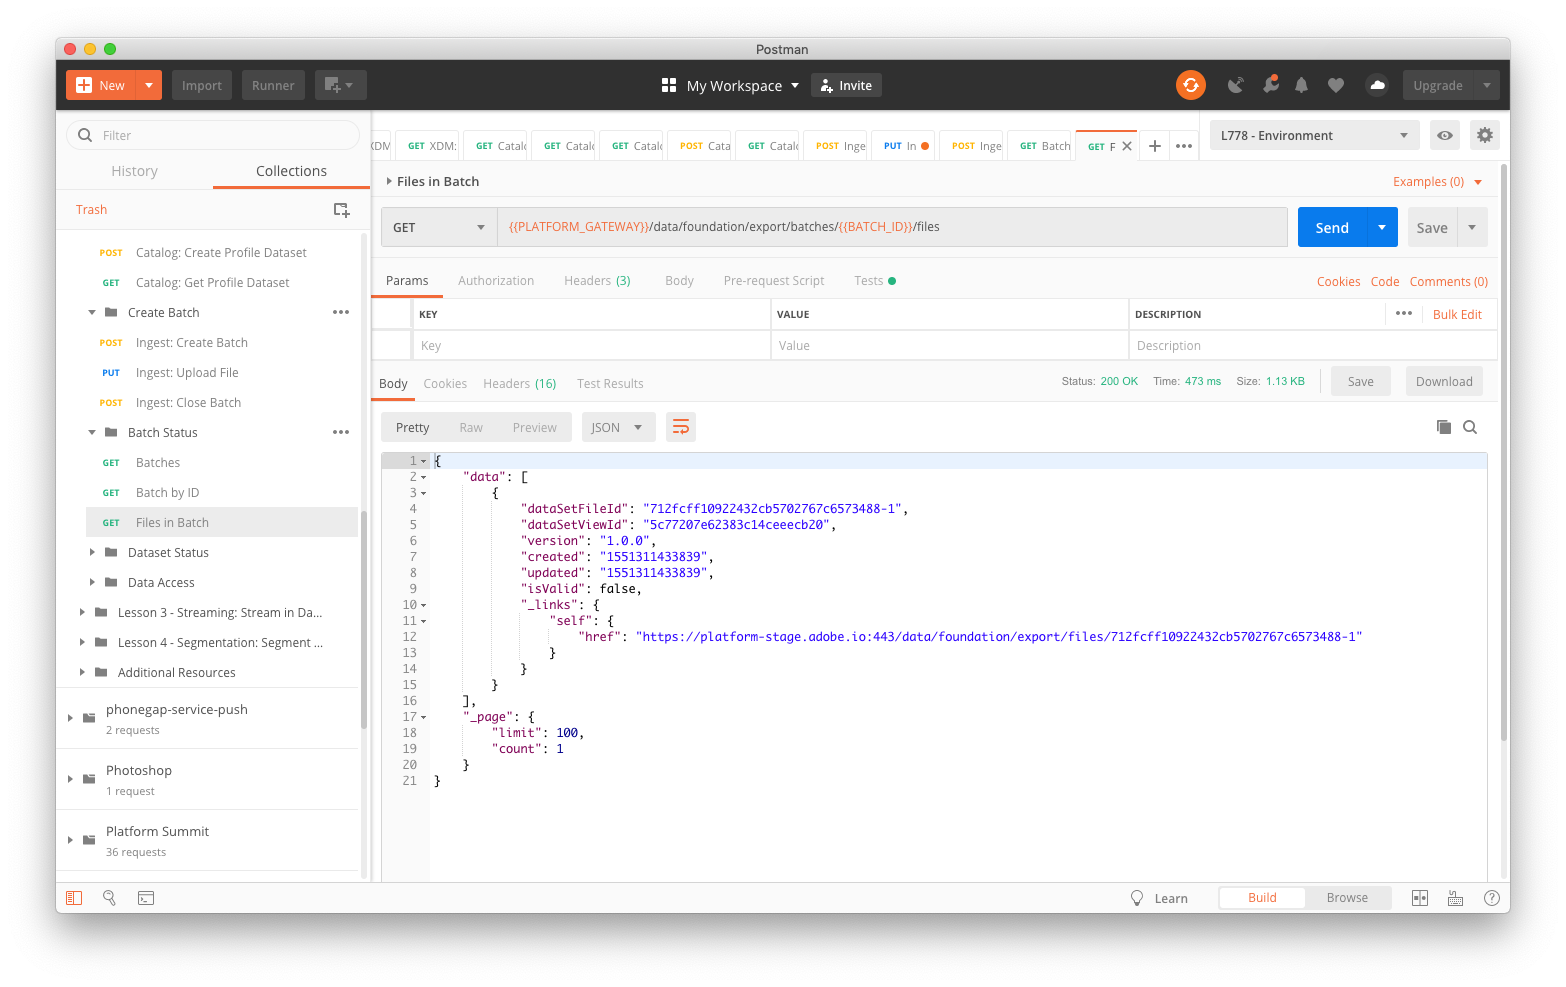 Postman
New
Import
Runner
My Workspace
Invite
Upgrade
Filter
History
Collections
Trash
POST Catalog: Create Profile Dataset
GET Catalog: Get Profile Dataset
Create Batch
POST Ingest: Create Batch
PUT Ingest: Upload File
POST Ingest: Close Batch
Batch Status
GET Batches
GET Batch by ID
GET Files in Batch
Dataset Status
Data Access
Lesson 3 - Streaming: Stream in Da...
Lesson 4 - Segmentation: Segment ...
Additional Resources
phonegap-service-push
2 requests
Photoshop
1 request
Platform Summit
36 requests
XDM GET XDM: GET Catalo GET Catalo GET Catalo POST Cata GET Catalo POST Inge PUT In POST Inge GET Batch GET F
L778 - Environment
Files in Batch
Examples (0)
GET {{PLATFORM_GATEWAY}}/data/foundation/export/batches/{{BATCH_ID}}/files
Send
Save
Params Authorization Headers (3) Body Pre-request Script Tests
Cookies Code Comments (0)
KEY VALUE DESCRIPTION
Bulk Edit
Key Value Description
Body Cookies Headers (16) Test Results
Status: 200 OK Time: 473 ms Size: 1.13 KB
Save
Download
Pretty Raw Preview JSON
1 {
2 "data": [
3 {
4 "dataSetFileId": "712fcff10922432cb5702767c6573488-1",
5 "dataSetViewId": "5c77207e62383c14ceeecb20",
6 "version": "1.0.0",
7 "created": "1551311433839",
8 "updated": "1551311433839",
9 "isValid": false,
10 "_links": {
11 "self": {
12 "href": "https://platform-stage.adobe.io:443/data/foundation/export/files/712fcff10922432cb5702767c6573488-1"
13 }
14 }
15 }
16 ],
17 "_page": {
18 "limit": 100,
19 "count": 1
20 }
21 }
Learn
Build
Browse